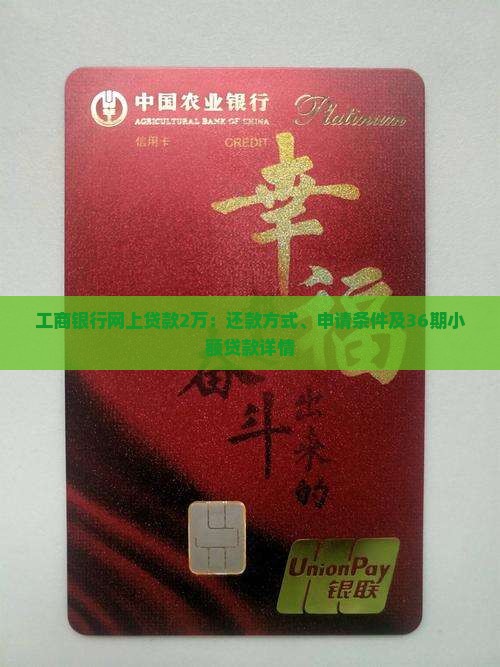 中国农业银行
AGRICULTURAL BANK OF CHINA
Platinum
信用卡
CREDIT
幸福
工商银行网上贷款2万：还款方式、申请条件及36期小
额贷款详情
奋斗
出来的
UnionPay
银联